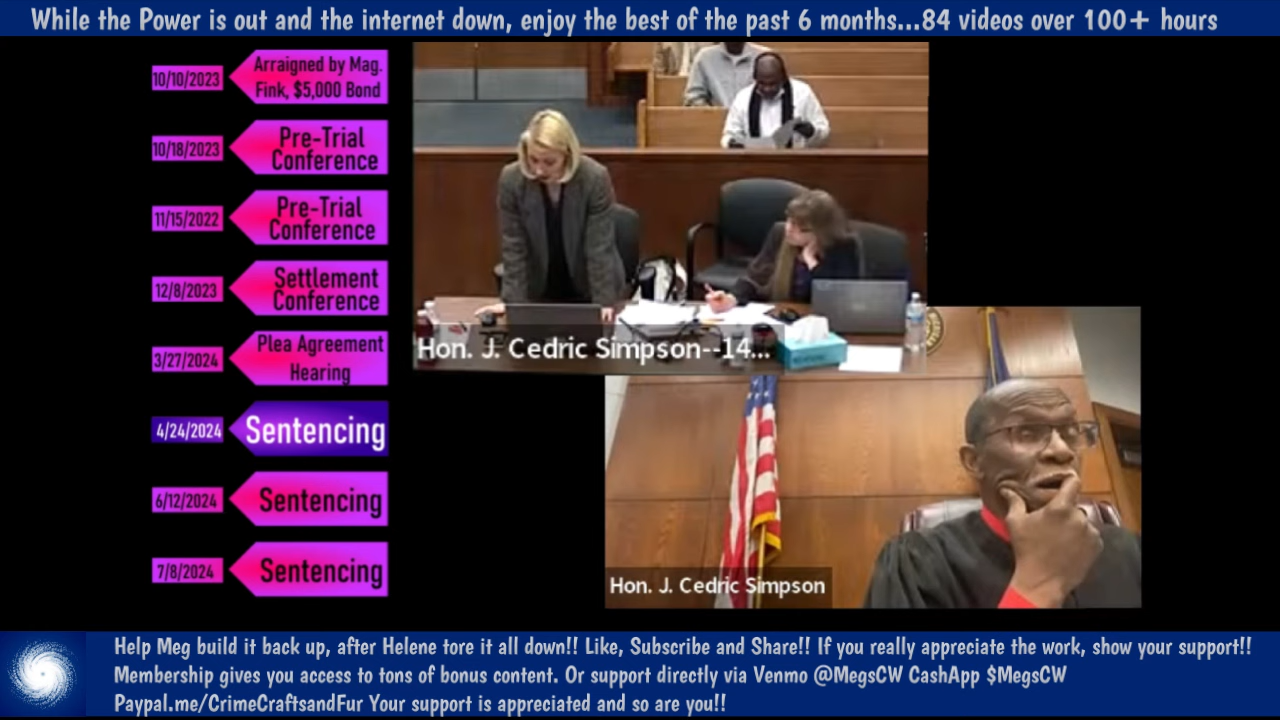 While the Power is out and the internet down, enjoy the best of the past 6 months...84 videos over 100+ hours
10/10/2023
Arraigned by Mag.
Fink, $5,000 Bond
10/18/2023
Pre-Trial
Conference
11/15/2022
Pre-Trial
Conference
12/8/2023
Settlement
Conference
3/27/2024
Plea Agreement
Hearing
4/24/2024
Sentencing
6/12/2024
Sentencing
7/8/2024
Sentencing
Hon. J. Cedric Simpson--14...
Hon. J. Cedric Simpson
Help Meg build it back up, after Helene tore it all down!! Like, Subscribe and Share!! If you really appreciate the work, show your support!!
Membership gives you access to tons of bonus content. Or support directly via Venmo @MegsCW CashApp $MegsCW
Paypal.me/CrimeCraftsandFur Your support is appreciated and so are you!!